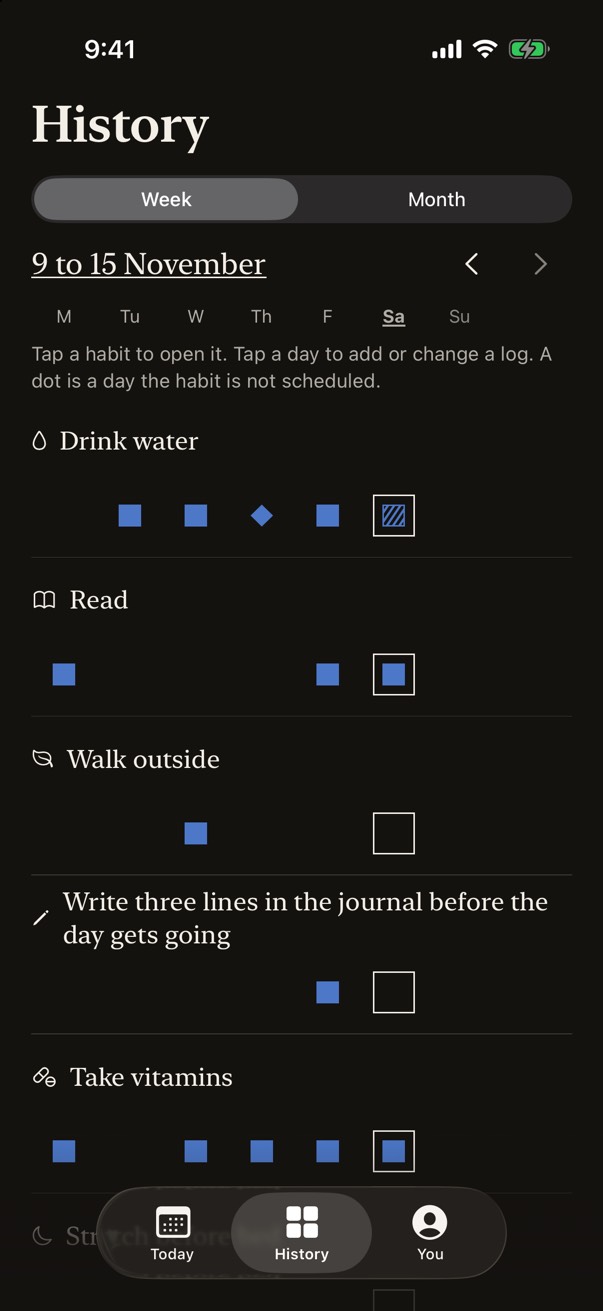 9:41
History
Week
Month
9 to 15 November
M Tu W Th F Sa Su
Tap a habit to open it. Tap a day to add or change a log. A
dot is a day the habit is not scheduled.
Drink water
Read
Walk outside
Write three lines in the journal before the
day gets going
Take vitamins
Today
History
You